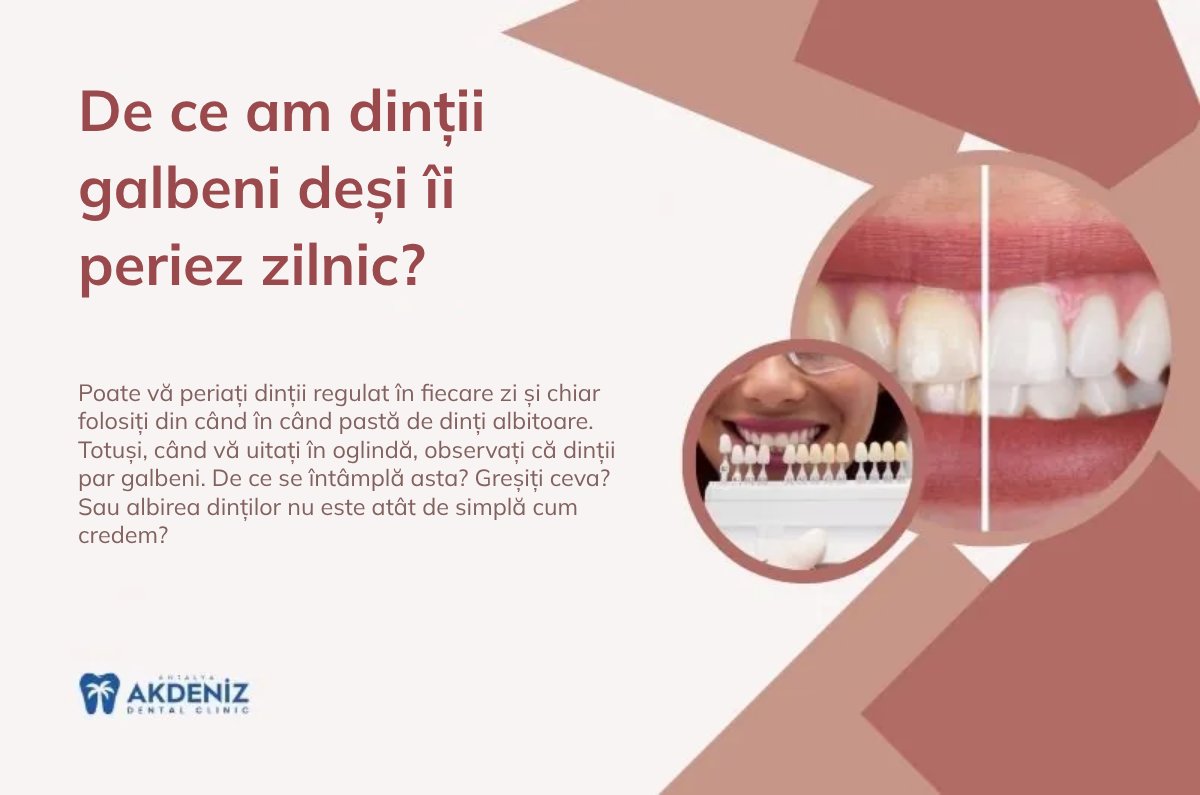 De ce am dinții
galbeni deși îi
periez zilnic?
Poate vă periați dinții regulat în fiecare zi și chiar
folosiți din când în când pastă de dinți albitoare.
Totuși, când vă uitați în oglindă, observați că dinții
par galbeni. De ce se întâmplă asta? Greșiți ceva?
Sau albirea dinților nu este atât de simplă cum
credem?
ANTALYA
AKDENİZ
DENTAL CLINIC